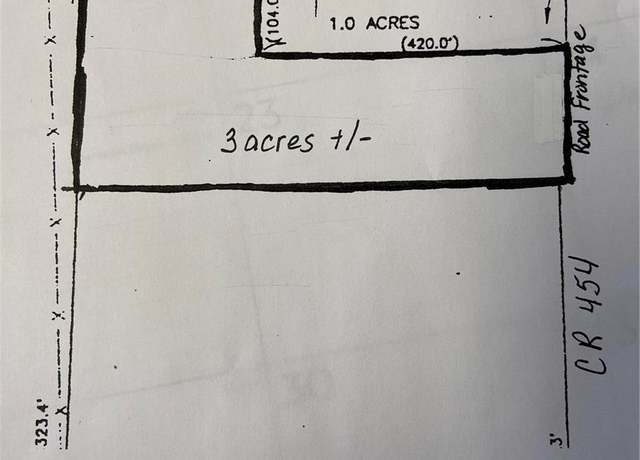 (104.0
1.0 ACRES
(420.0')
Road Frontage
3 acres +/-
CR 454
323.4'
3'